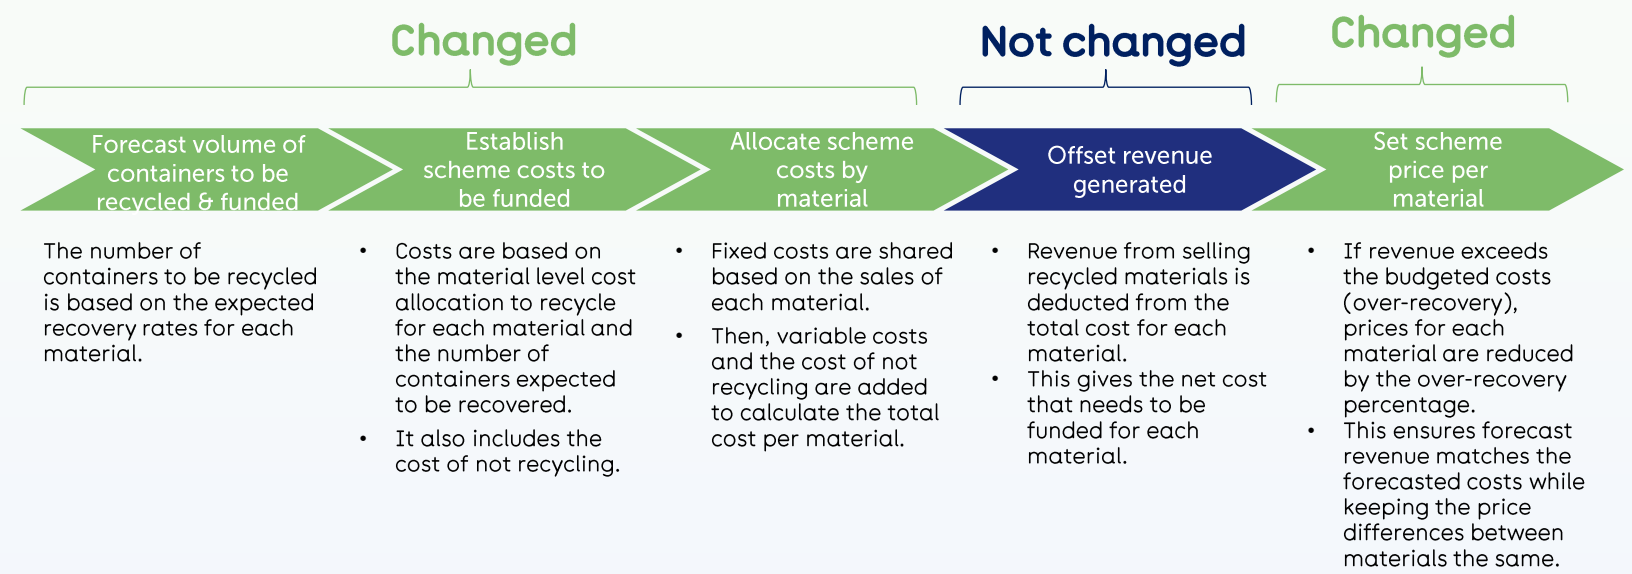 Changed
Not changed
Changed
Forecast volume of
containers to be
recycled & funded
Establish
scheme costs to
be funded
Allocate scheme
costs by
material
Offset revenue
generated
Set scheme
price per
material
The number of
containers to be recycled
is based on the expected
recovery rates for each
material.
• Costs are based on
the material level cost
allocation to recycle
for each material and
the number of
containers expected
to be recovered.
• It also includes the
cost of not recycling.
• Fixed costs are shared
based on the sales of
each material.
• Then, variable costs
and the cost of not
recycling are added
to calculate the total
cost per material.
• Revenue from selling
recycled materials is
deducted from the
total cost for each
material.
• This gives the net cost
that needs to be
funded for each
material.
• If revenue exceeds
the budgeted costs
(over-recovery),
prices for each
material are reduced
by the over-recovery
percentage.
• This ensures forecast
revenue matches the
forecasted costs while
keeping the price
differences between
materials the same.